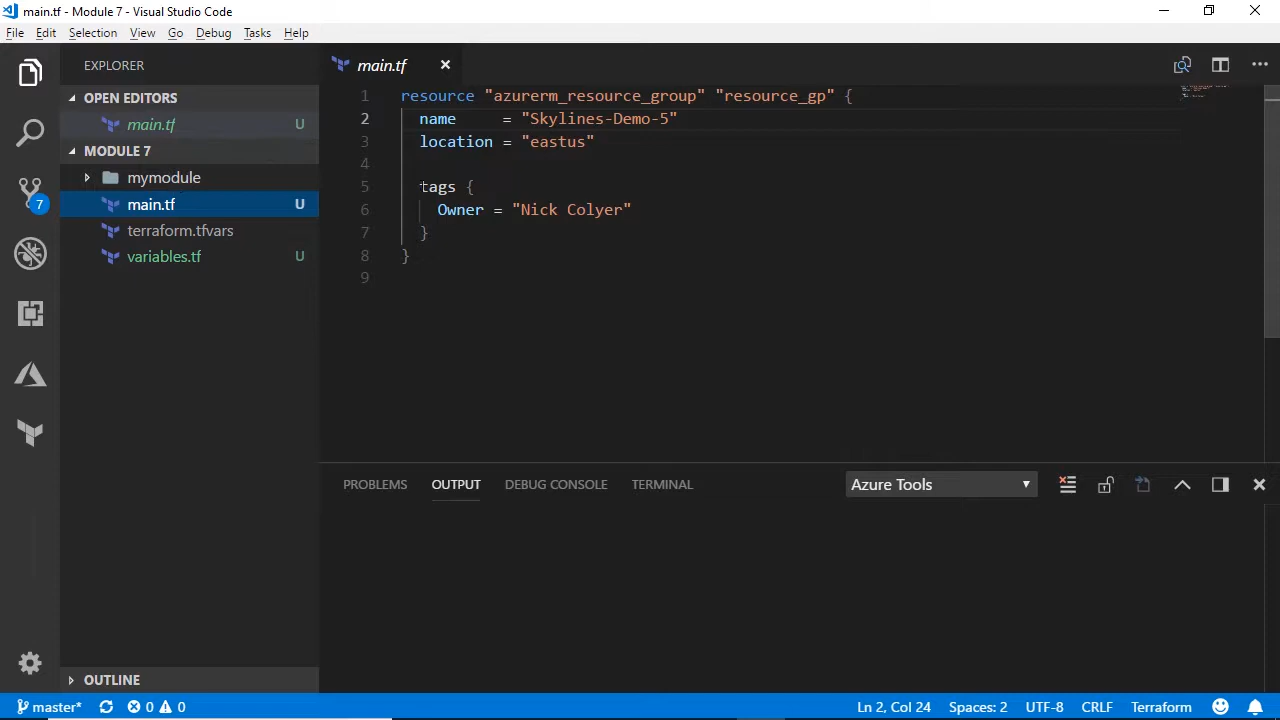 main.tf - Module 7 - Visual Studio Code
File Edit Selection View Go Debug Tasks Help
EXPLORER
OPEN EDITORS
main.tf U
MODULE 7
mymodule
main.tf U
terraform.tfvars
variables.tf U
OUTLINE
7
main.tf
1 resource "azurerm_resource_group" "resource_gp" {
2 name = "Skylines-Demo-5"
3 location = "eastus"
4
5 tags {
6 Owner = "Nick Colyer"
7 }
8 }
9
PROBLEMS OUTPUT DEBUG CONSOLE TERMINAL Azure Tools
master* 0 0 Ln 2, Col 24 Spaces: 2 UTF-8 CRLF Terraform